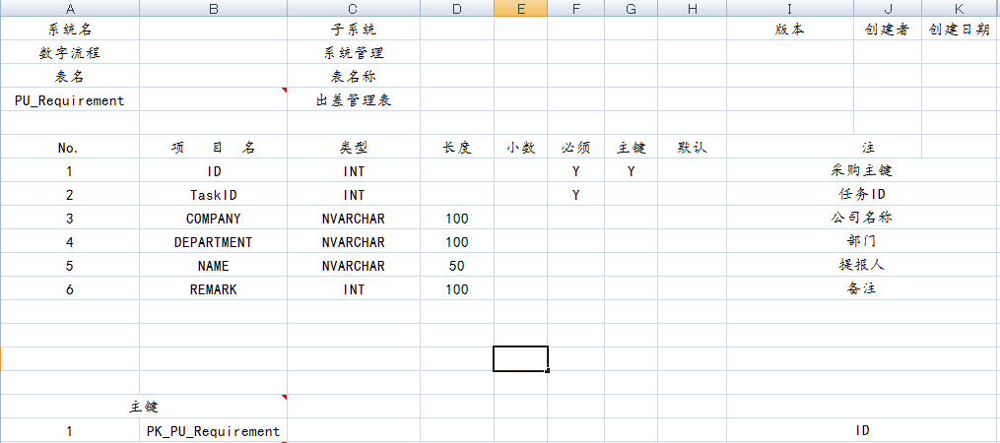 A B C D E F G H I J K
系统名 子系统 版本 创建者 创建日期
数字流程 系统管理
表名 表名称
PU_Requirement 出差管理表
No. 项 目 名 类型 长度 小数 必须 主键 默认 注
1 ID INT Y Y 采购主键
2 TaskID INT Y 任务ID
3 COMPANY NVARCHAR 100 公司名称
4 DEPARTMENT NVARCHAR 100 部门
5 NAME NVARCHAR 50 提报人
6 REMARK INT 100 备注
主键
1 PK_PU_Requirement ID